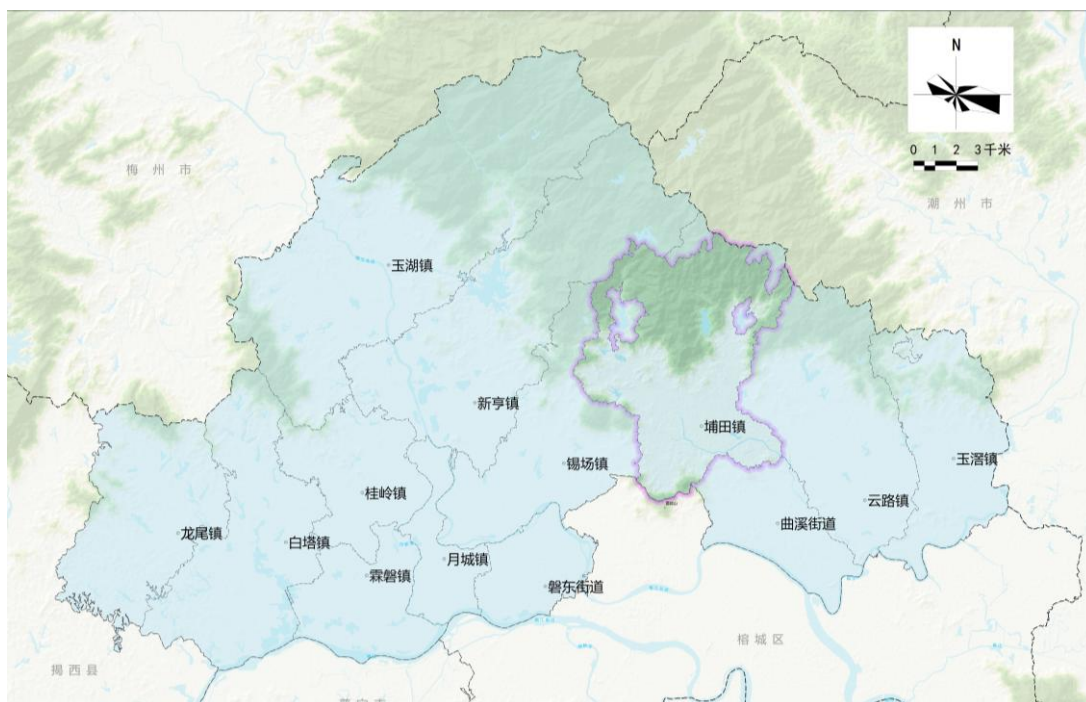 N
0 1 2 3千米
梅 州 市
潮 州 市
玉湖镇
新亨镇
埔田镇
锡场镇
玉滘镇
桂岭镇
云路镇
曲溪街道
龙尾镇
白塔镇
月城镇
霖磐镇
磐东街道
榕 城 区
揭 西 县